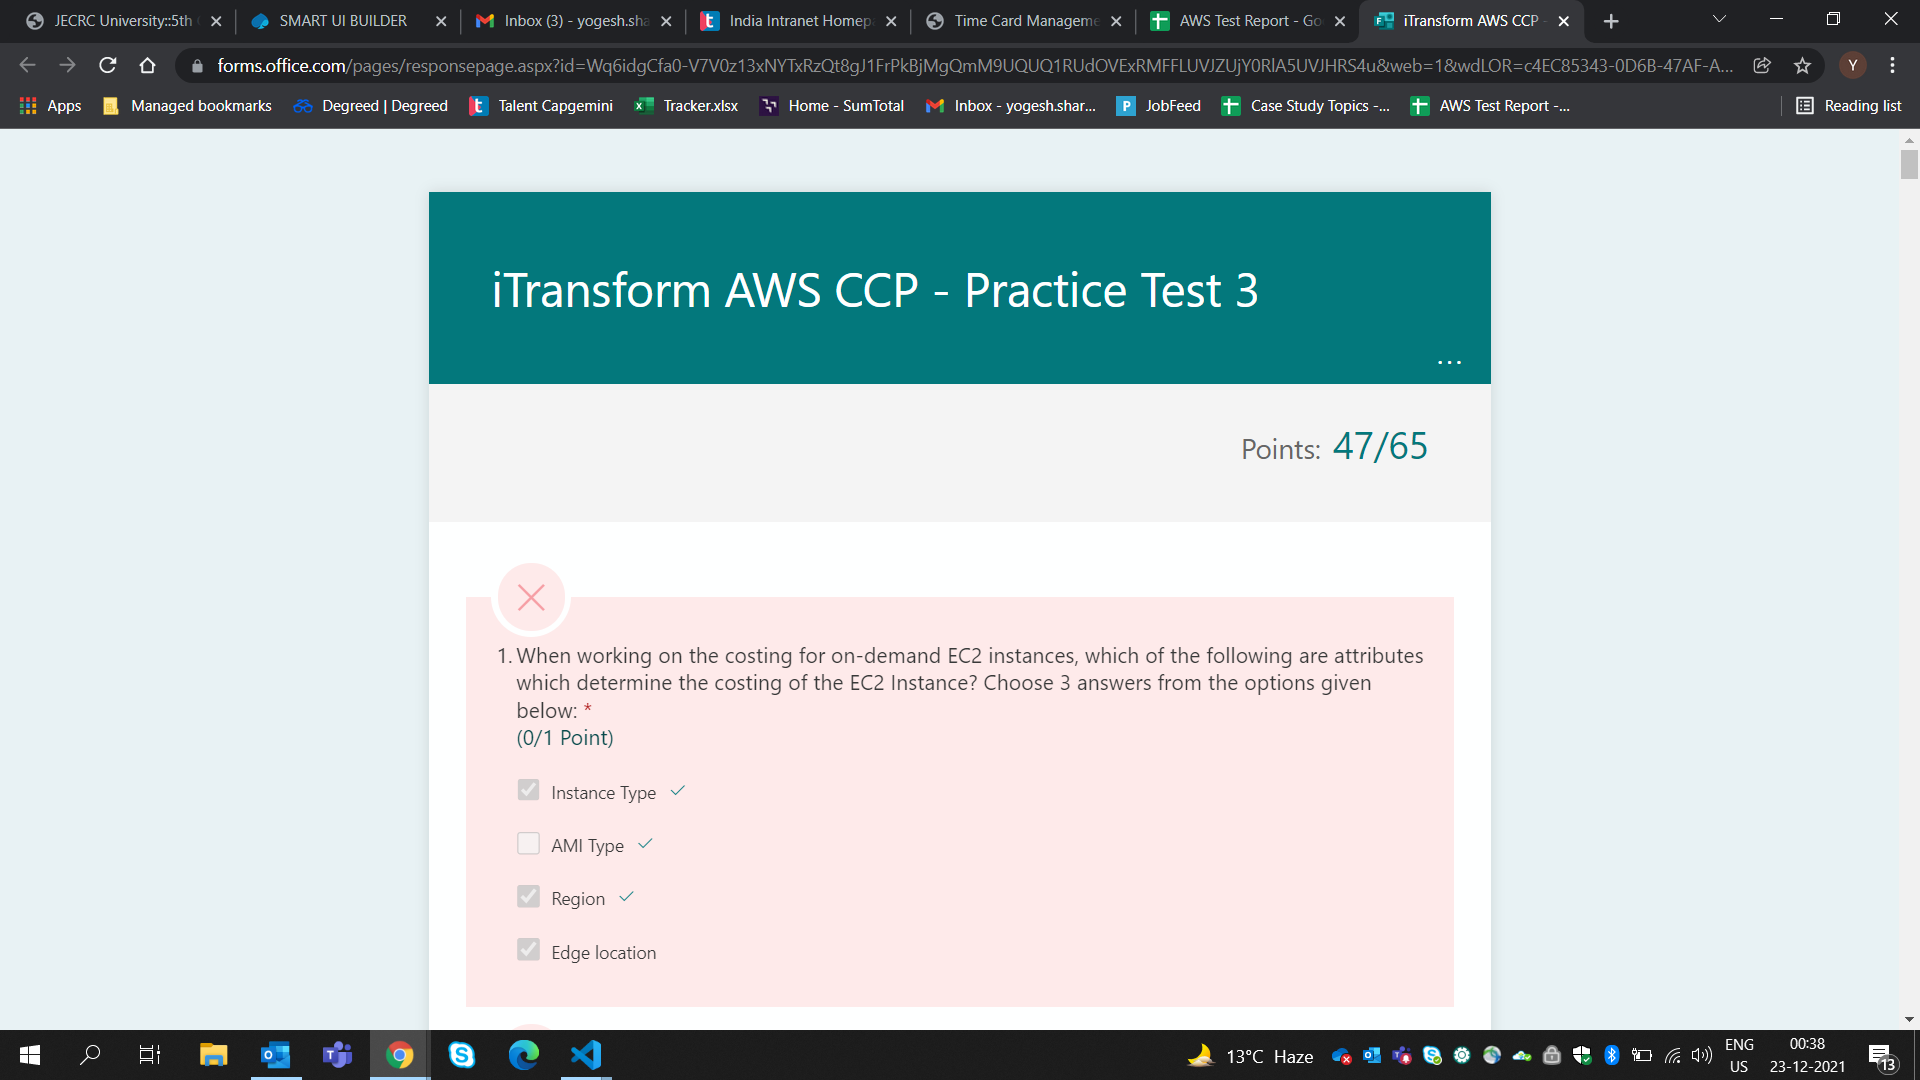 JECRC University::5th
SMART UI BUILDER
Inbox (3) - yogesh.sha
India Intranet Homep
Time Card Manageme
AWS Test Report - Go
iTransform AWS CCP -
forms.office.com/pages/responsepage.aspx?id=Wq6idgCfa0-V7V0z13xNYTxRzQt8gJ1FrPkBjMgQmM9UQUQ1RUdOVExRMFFLUVJZUjY0RlA5UVJHRS4u&web=1&wdLOR=c4EC85343-0D6B-47AF-A...
Y
Apps
Managed bookmarks
Degreed | Degreed
Talent Capgemini
Tracker.xlsx
Home - SumTotal
Inbox - yogesh.shar...
JobFeed
Case Study Topics -...
AWS Test Report -...
Reading list
iTransform AWS CCP - Practice Test 3
...
Points: 47/65
1. When working on the costing for on-demand EC2 instances, which of the following are attributes
which determine the costing of the EC2 Instance? Choose 3 answers from the options given
below: *
(0/1 Point)
Instance Type
AMI Type
Region
Edge location
13°C Haze
ENG
US
00:38
23-12-2021
13